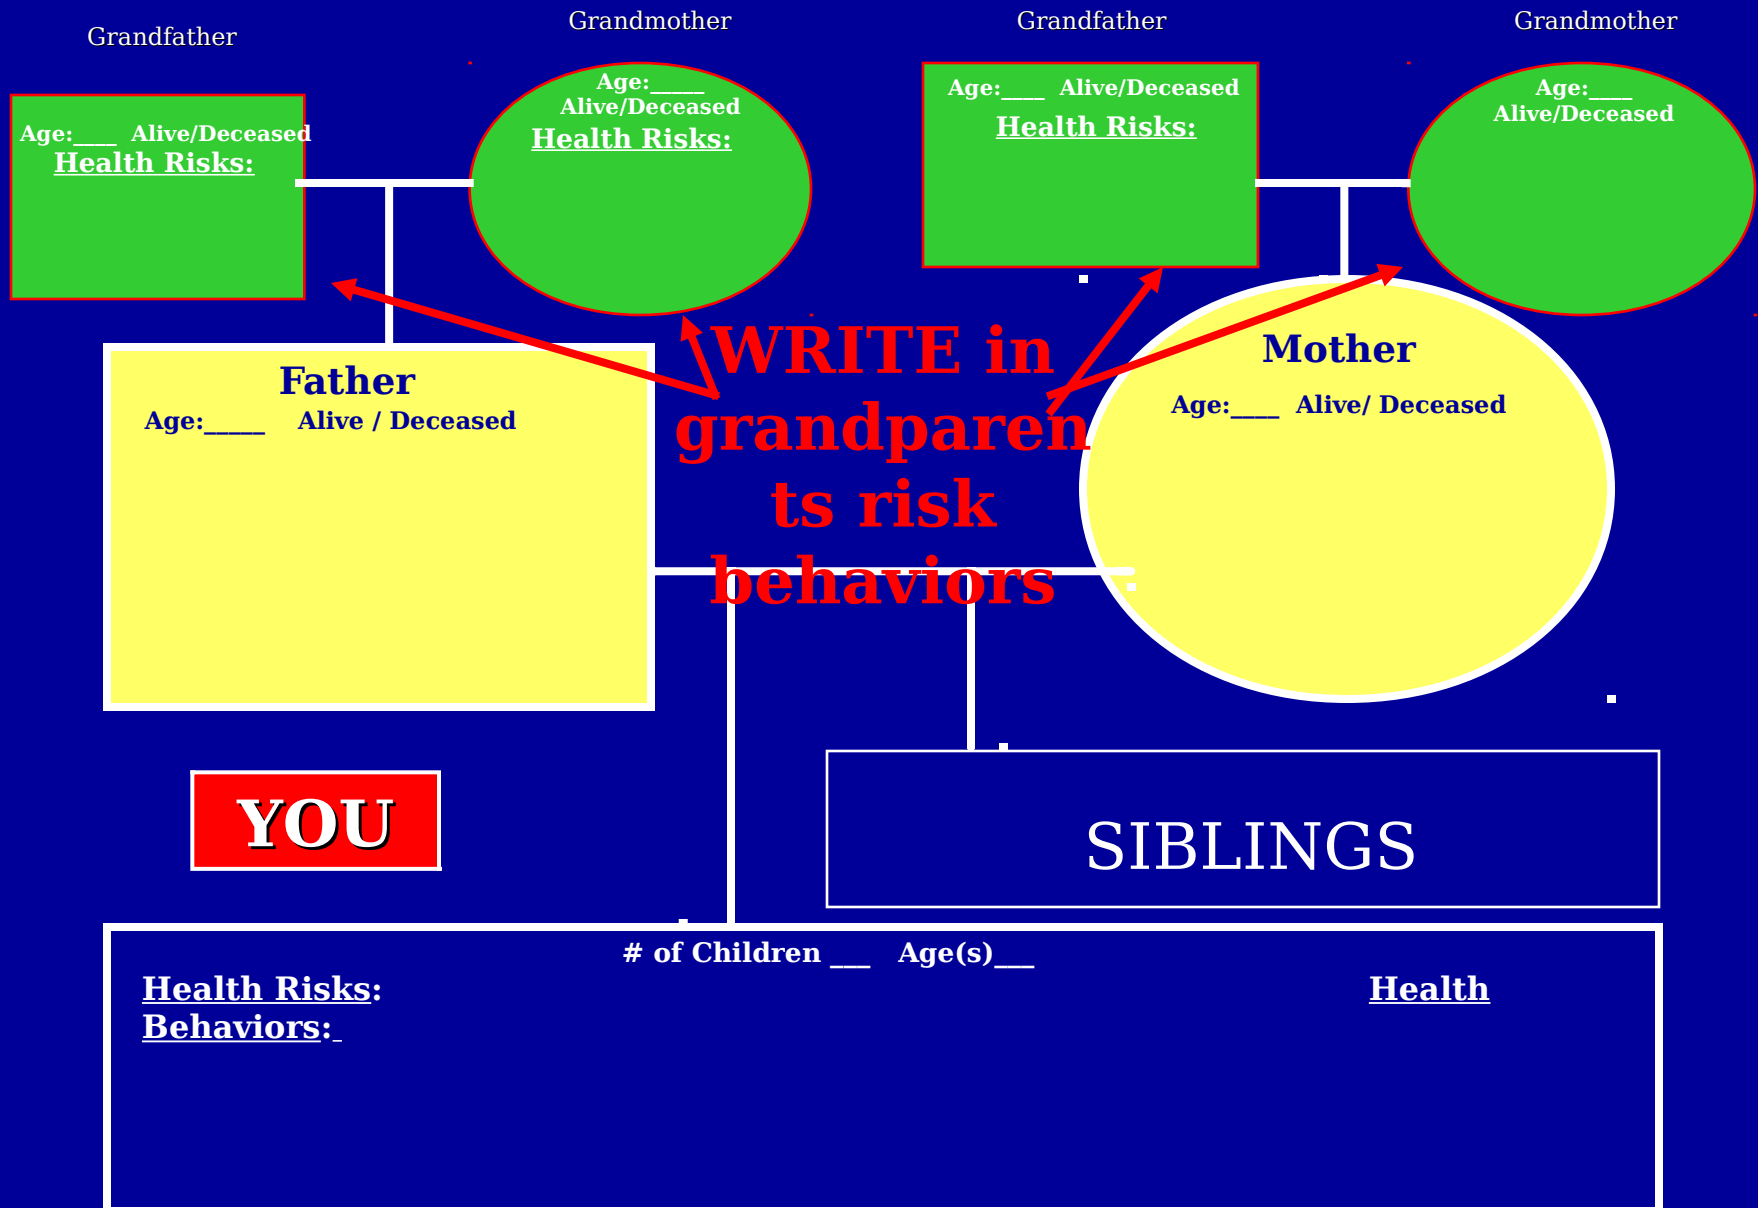 Grandfather
Grandmother
Grandfather
Grandmother
Age:____  Alive/Deceased
Health Risks:
Age:_____
Alive/Deceased
Health Risks:
Age:____  Alive/Deceased
Health Risks:
Age:____
Alive/Deceased
WRITE in
grandparen
ts risk
behaviors
Father
Age:_____    Alive / Deceased
Mother
Age:____  Alive/ Deceased
YOU
SIBLINGS
# of Children ___   Age(s)___
Health Risks:    Health
Behaviors:_